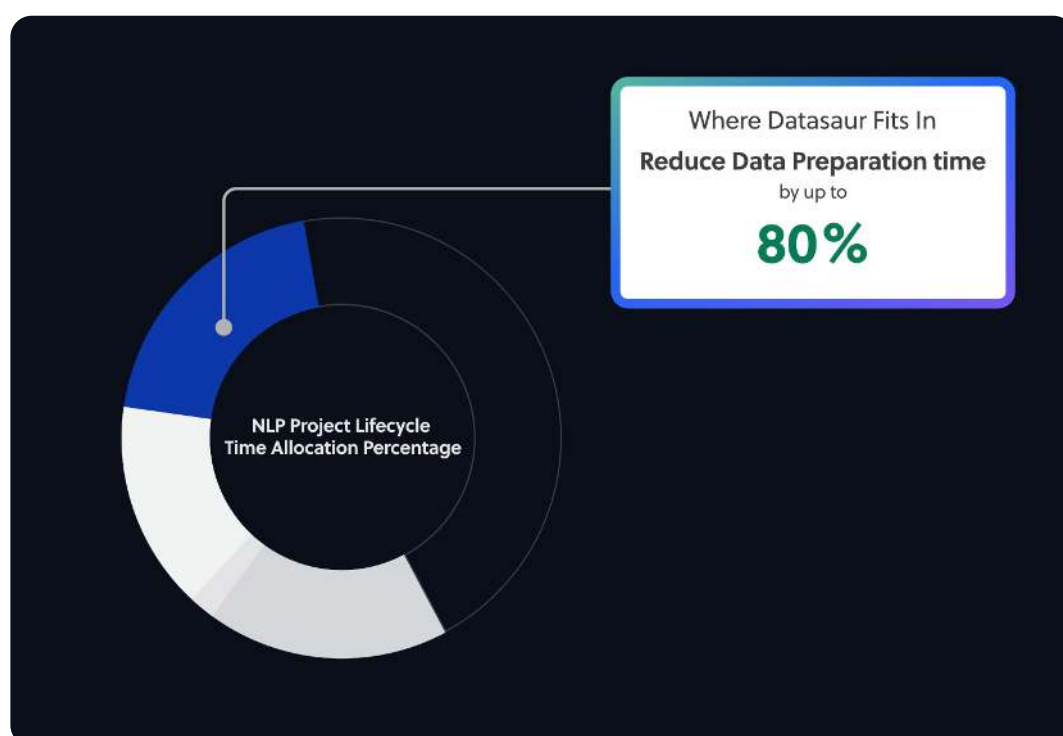 Where Datasaur Fits In
Reduce Data Preparation time
by up to
80%
NLP Project Lifecycle
Time Allocation Percentage